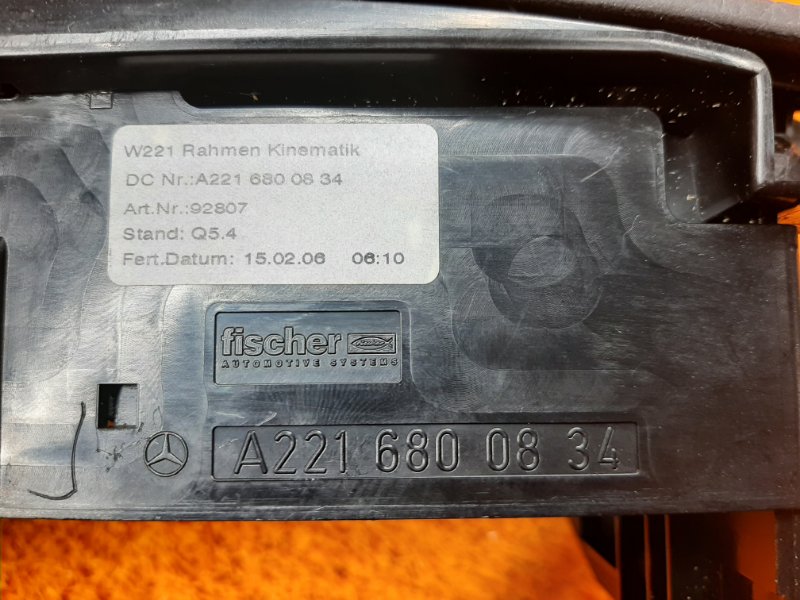 W221 Rahmen Kinematik
DC Nr.:A221 680 08 34
Art.Nr.:92807
Stand: Q5.4
Fert.Datum: 15.02.06 06:10
fischer
AUTOMOTIVE SYSTEMS
A221 680 08 34